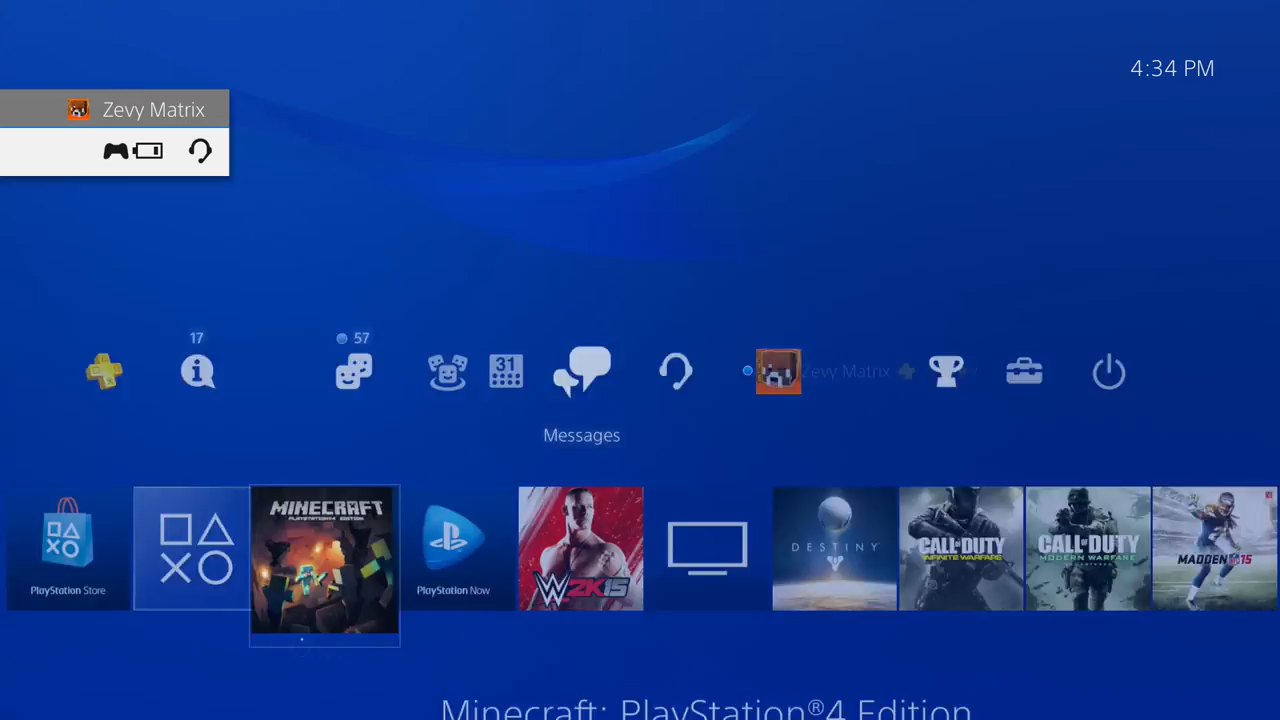 4:34 PM
Zevy Matrix
17
57
31
Zevy Matrix
Messages
MINECRAFT
PLAYSTATION®4 EDITION
PlayStation Store
PlayStation Now
W2K15
DESTINY
CALL OF DUTY
INFINITE WARFARE
CALL OF DUTY
MODERN WARFARE
MADDEN NFL 15
Minecraft: PlayStation®4 Edition